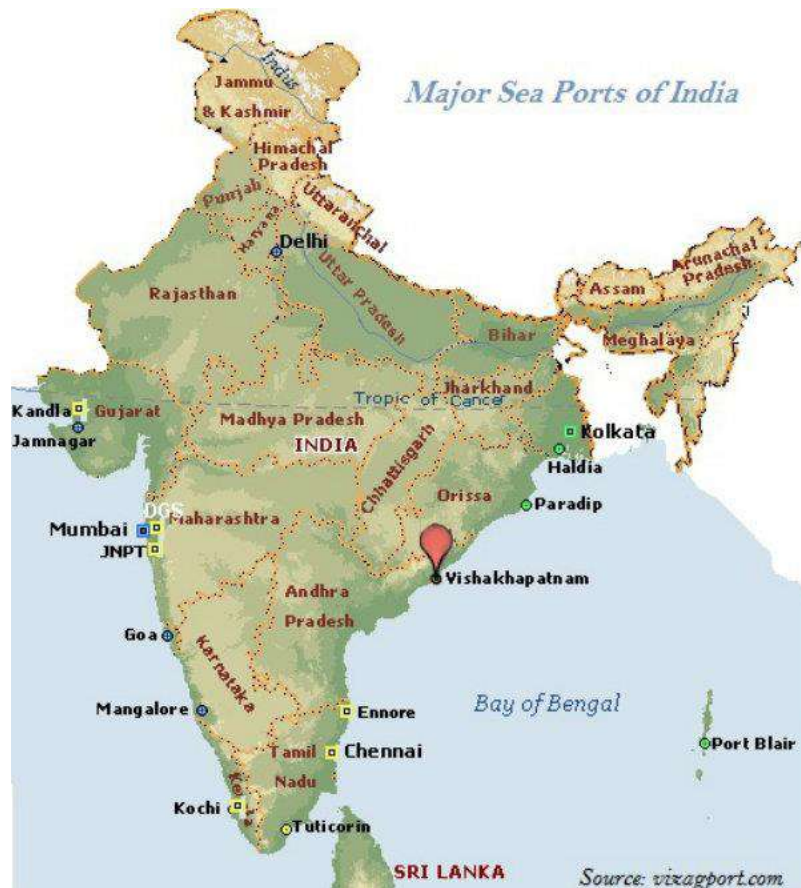 Major Sea Ports of India
Indus
Jammu
& Kashmir
Himachal
Pradesh
Punjab
Uttaranchal
Haryana
Delhi
Uttar Pradesh
Rajasthan
Arunachal
Pradesh
Assam
Bihar
Meghalaya
Jharkhand
Tropic of Cancer
Kandla
Gujarat
Jamnagar
Madhya Pradesh
INDIA
Kolkata
Haldia
Chhattisgarh
Orissa
Paradip
DGS
Mumbai
Maharashtra
JNPT
Vishakhapatnam
Andhra
Pradesh
Goa
Karnataka
Bay of Bengal
Mangalore
Ennore
Port Blair
Tamil
Nadu
Chennai
Kerala
Kochi
Tuticorin
SRI LANKA
Source: vizagport.com